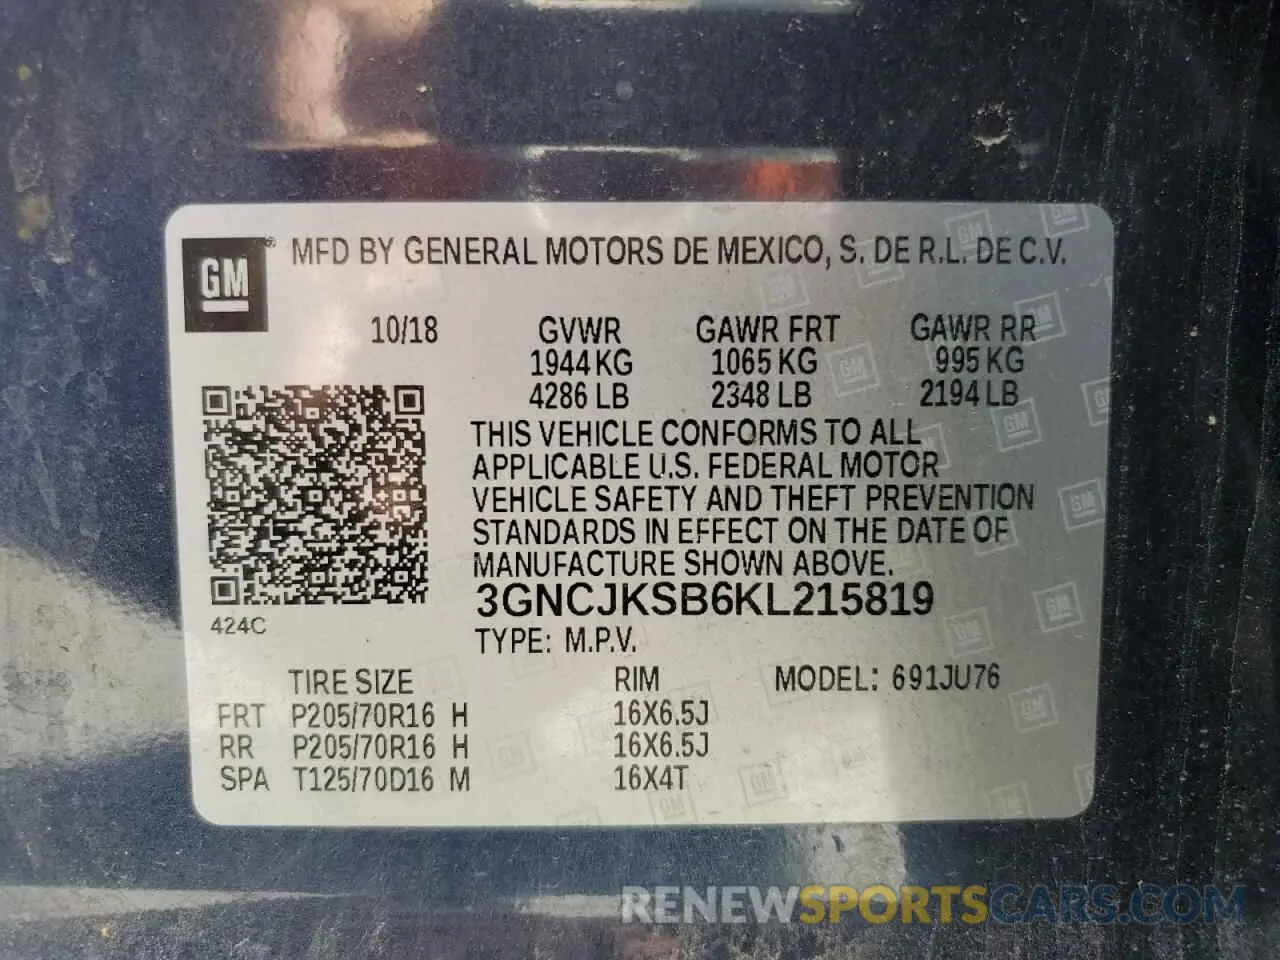 GM ® MFD BY GENERAL MOTORS DE MEXICO, S. DE R.L. DE C.V.
10/18 GVWR GAWR FRT GAWR RR
1944 KG 1065 KG 995 KG
4286 LB 2348 LB 2194 LB
THIS VEHICLE CONFORMS TO ALL
APPLICABLE U.S. FEDERAL MOTOR
VEHICLE SAFETY AND THEFT PREVENTION
STANDARDS IN EFFECT ON THE DATE OF
MANUFACTURE SHOWN ABOVE.
3GNCJKSB6KL215819
424C
TYPE: M.P.V.
TIRE SIZE RIM MODEL: 691JU76
FRT P205/70R16 H 16X6.5J
RR P205/70R16 H 16X6.5J
SPA T125/70D16 M 16X4T
RENEWSPORTSCARS.COM